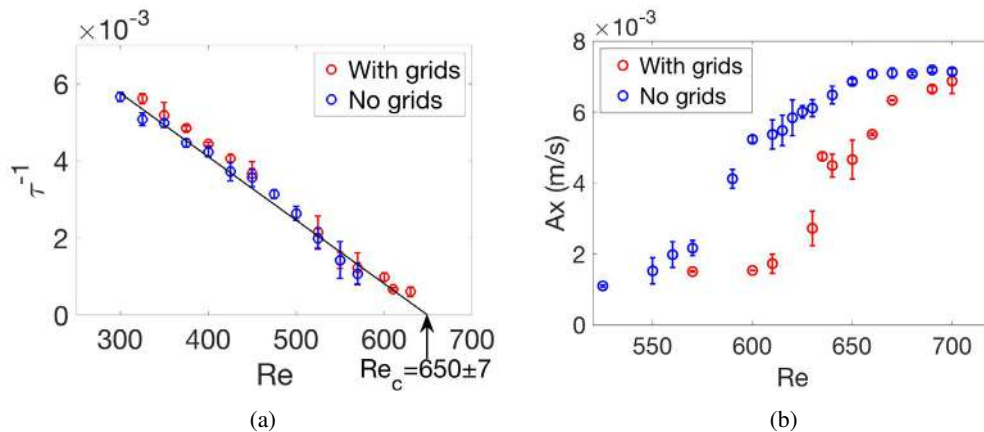 ×10⁻³
6
4
2
0
τ⁻¹
With grids
No grids
300 400 500 600 700
Re
Re_c=650±7
(a)
×10⁻³
8
6
4
2
0
Ax (m/s)
With grids
No grids
550 600 650 700
Re
(b)